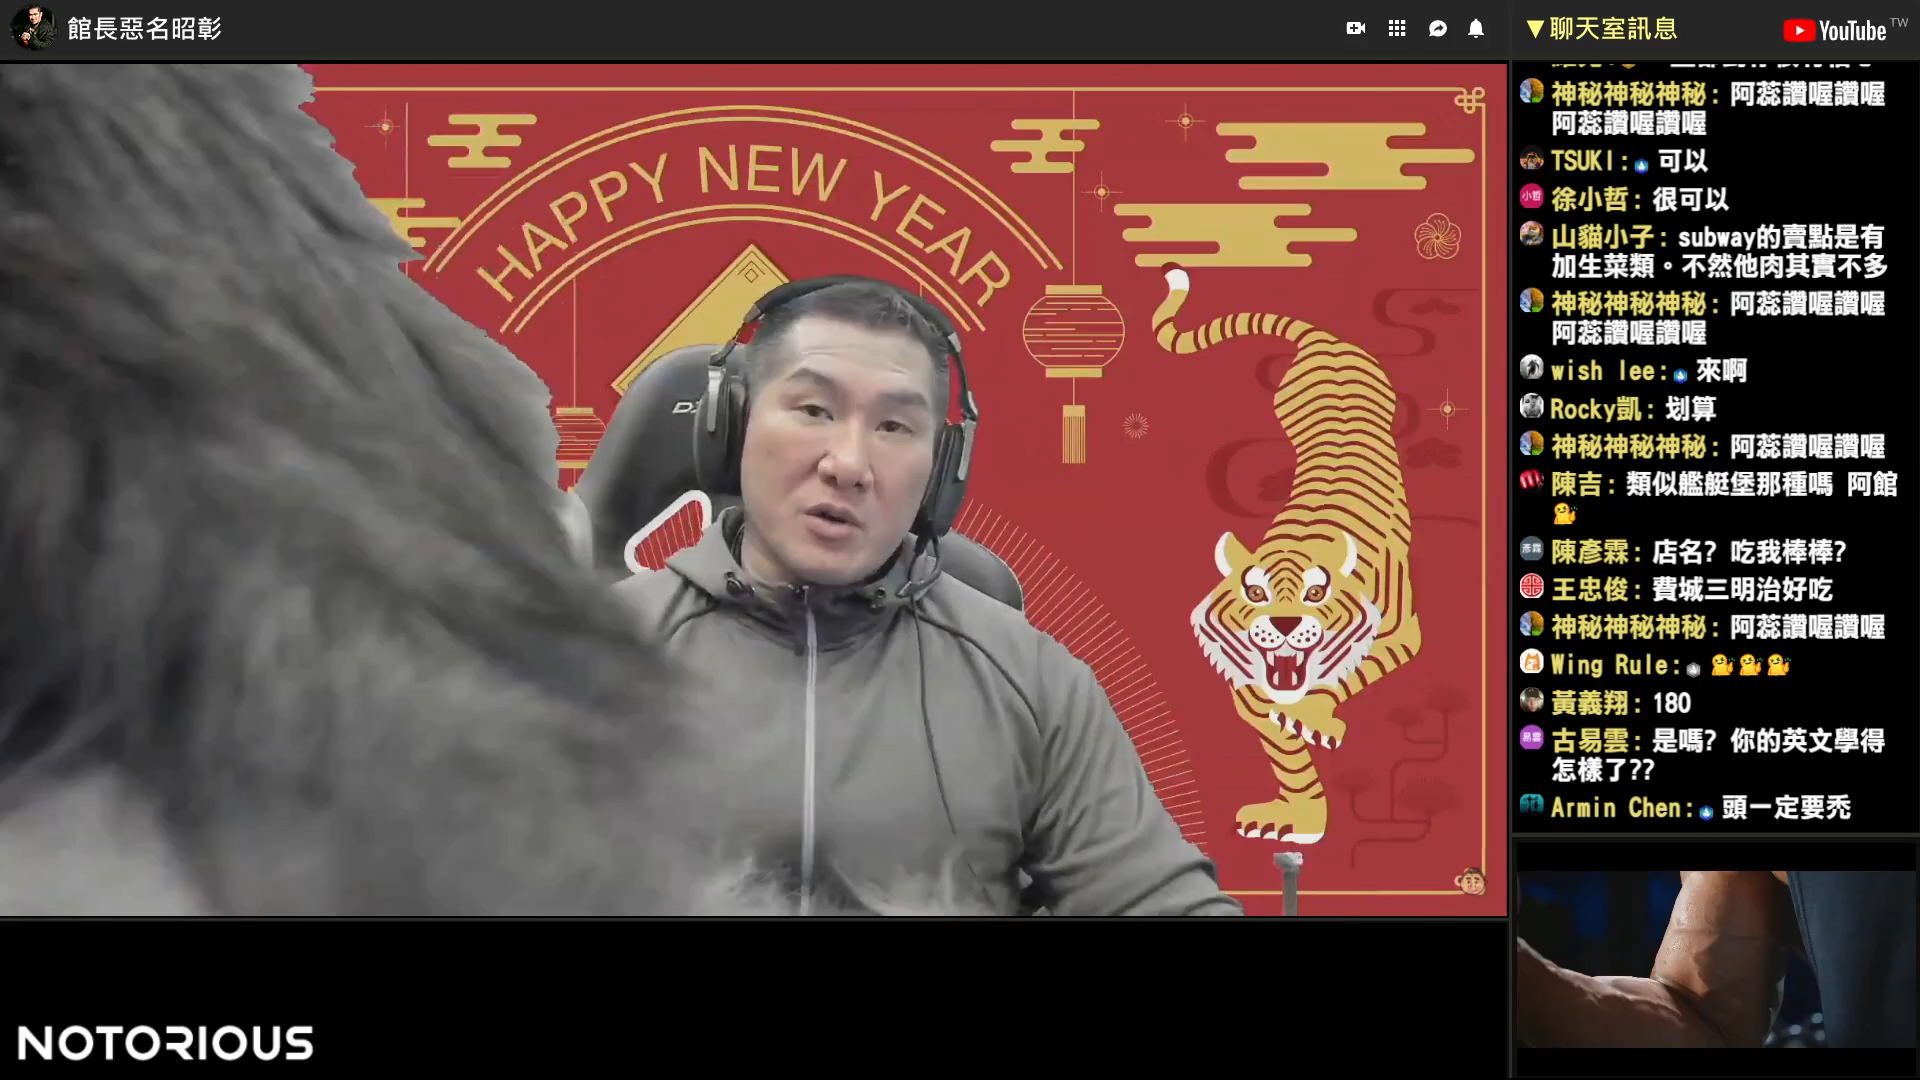 館長惡名昭彰
▼聊天室訊息
YouTube TW
HAPPY NEW YEAR
神秘神秘神秘: 阿蕊讚喔讚喔
阿蕊讚喔讚喔
TSUKI: 可以
小哲 徐小哲: 很可以
山貓小子: subway的賣點是有
加生菜類。不然他肉其實不多
神秘神秘神秘: 阿蕊讚喔讚喔
阿蕊讚喔讚喔
wish lee: 來啊
Rocky凱: 划算
神秘神秘神秘: 阿蕊讚喔讚喔
陳吉: 類似艦艇堡那種嗎 阿館
彥霖 陳彥霖: 店名? 吃我棒棒?
王忠俊: 費城三明治好吃
神秘神秘神秘: 阿蕊讚喔讚喔
Wing Rule:
黃義翔: 180
易雲 古易雲: 是嗎? 你的英文學得
怎樣了??
Armin Chen: 頭一定要禿
NOTORIOUS